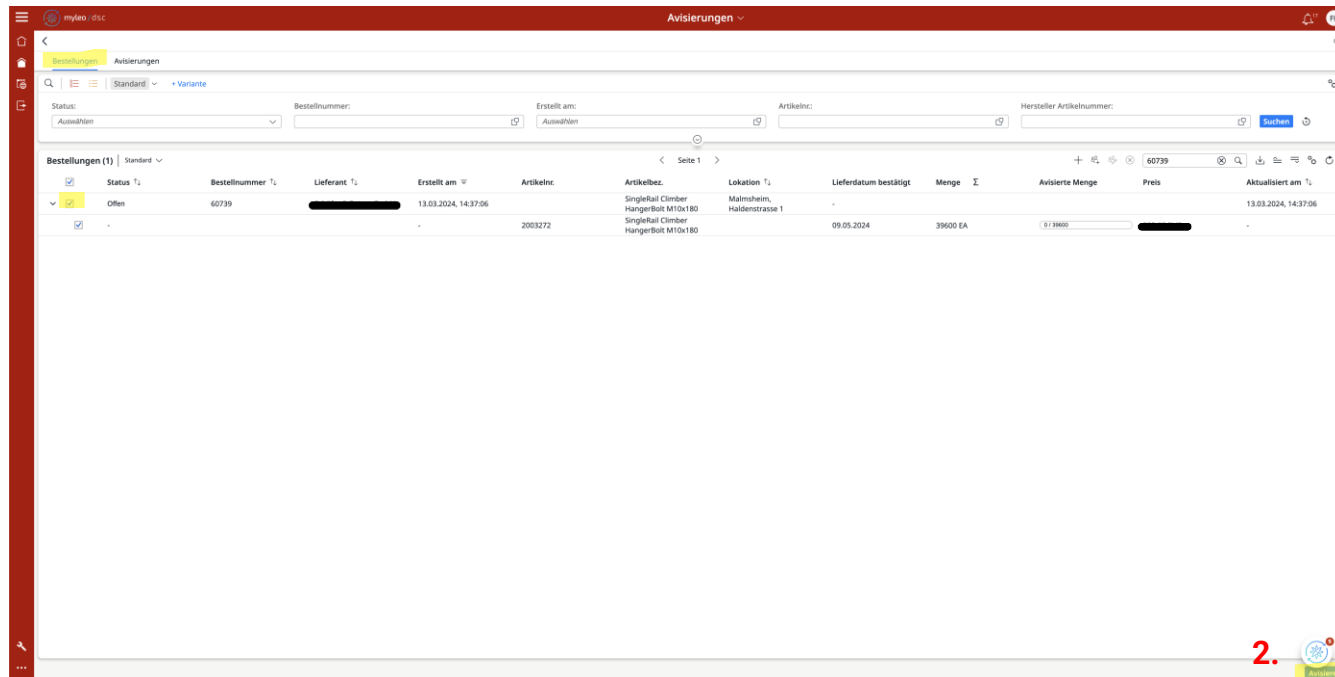 myleo / dsc Avisierungen
Bestellungen Avisierungen
Standard + Variante
Status: Bestellnummer: Erstellt am: Artikelnr.: Hersteller Artikelnummer:
Auswählen Auswählen Suchen
Bestellungen (1) Standard Seite 1 60739
Status Bestellnummer Lieferant Erstellt am Artikelnr. Artikelbez. Lokation Lieferdatum bestätigt Menge Σ Avisierte Menge Preis Aktualisiert am
Offen 60739 13.03.2024, 14:37:06 SingleRail Climber HangerBolt M10x180 Malmsheim, Haldenstrasse 1 - 13.03.2024, 14:37:06
- - 2003272 SingleRail Climber HangerBolt M10x180 09.05.2024 39600 EA 0 / 39600 -
2.